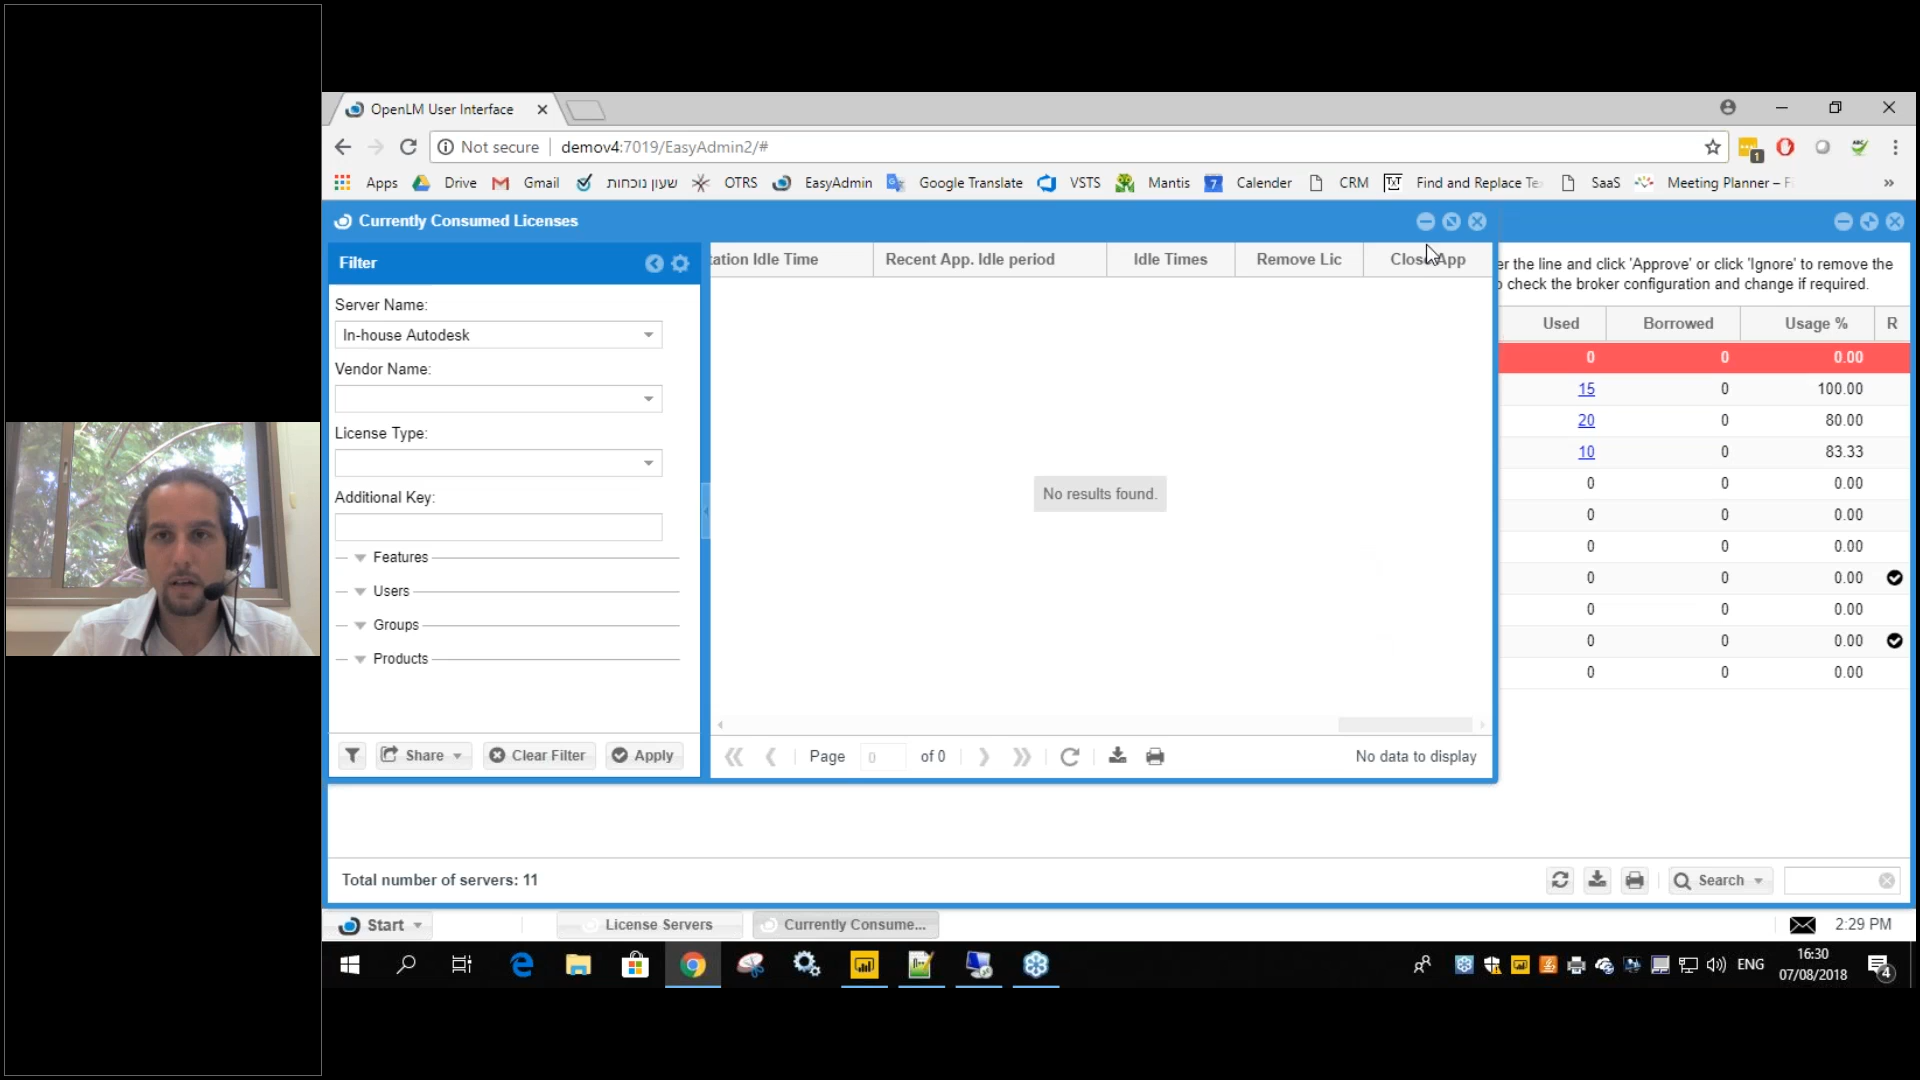 OpenLM User Interface
Not secure
demov4:7019/EasyAdmin2/#
1
Apps
Drive
Gmail
שעון נוכחות
OTRS
EasyAdmin
Google Translate
VSTS
Mantis
7
Calender
CRM
TXT
Find and Replace Te
SaaS
Meeting Planner – Fi
»
Currently Consumed Licenses
Filter
Server Name:
In-house Autodesk
Vendor Name:
License Type:
Additional Key:
Features
Users
Groups
Products
Share
Clear Filter
Apply
tation Idle Time
Recent App. Idle period
Idle Times
Remove Lic
Close App
No results found.
Page
0
of 0
No data to display
er the line and click 'Approve' or click 'Ignore' to remove the
o check the broker configuration and change if required.
Used Borrowed Usage % R
0 0 0.00
15 0 100.00
20 0 80.00
10 0 83.33
0 0 0.00
0 0 0.00
0 0 0.00
0 0 0.00
0 0 0.00
0 0 0.00
0 0 0.00
Total number of servers: 11
Search
Start
License Servers
Currently Consume...
2:29 PM
ENG
16:30
07/08/2018
4